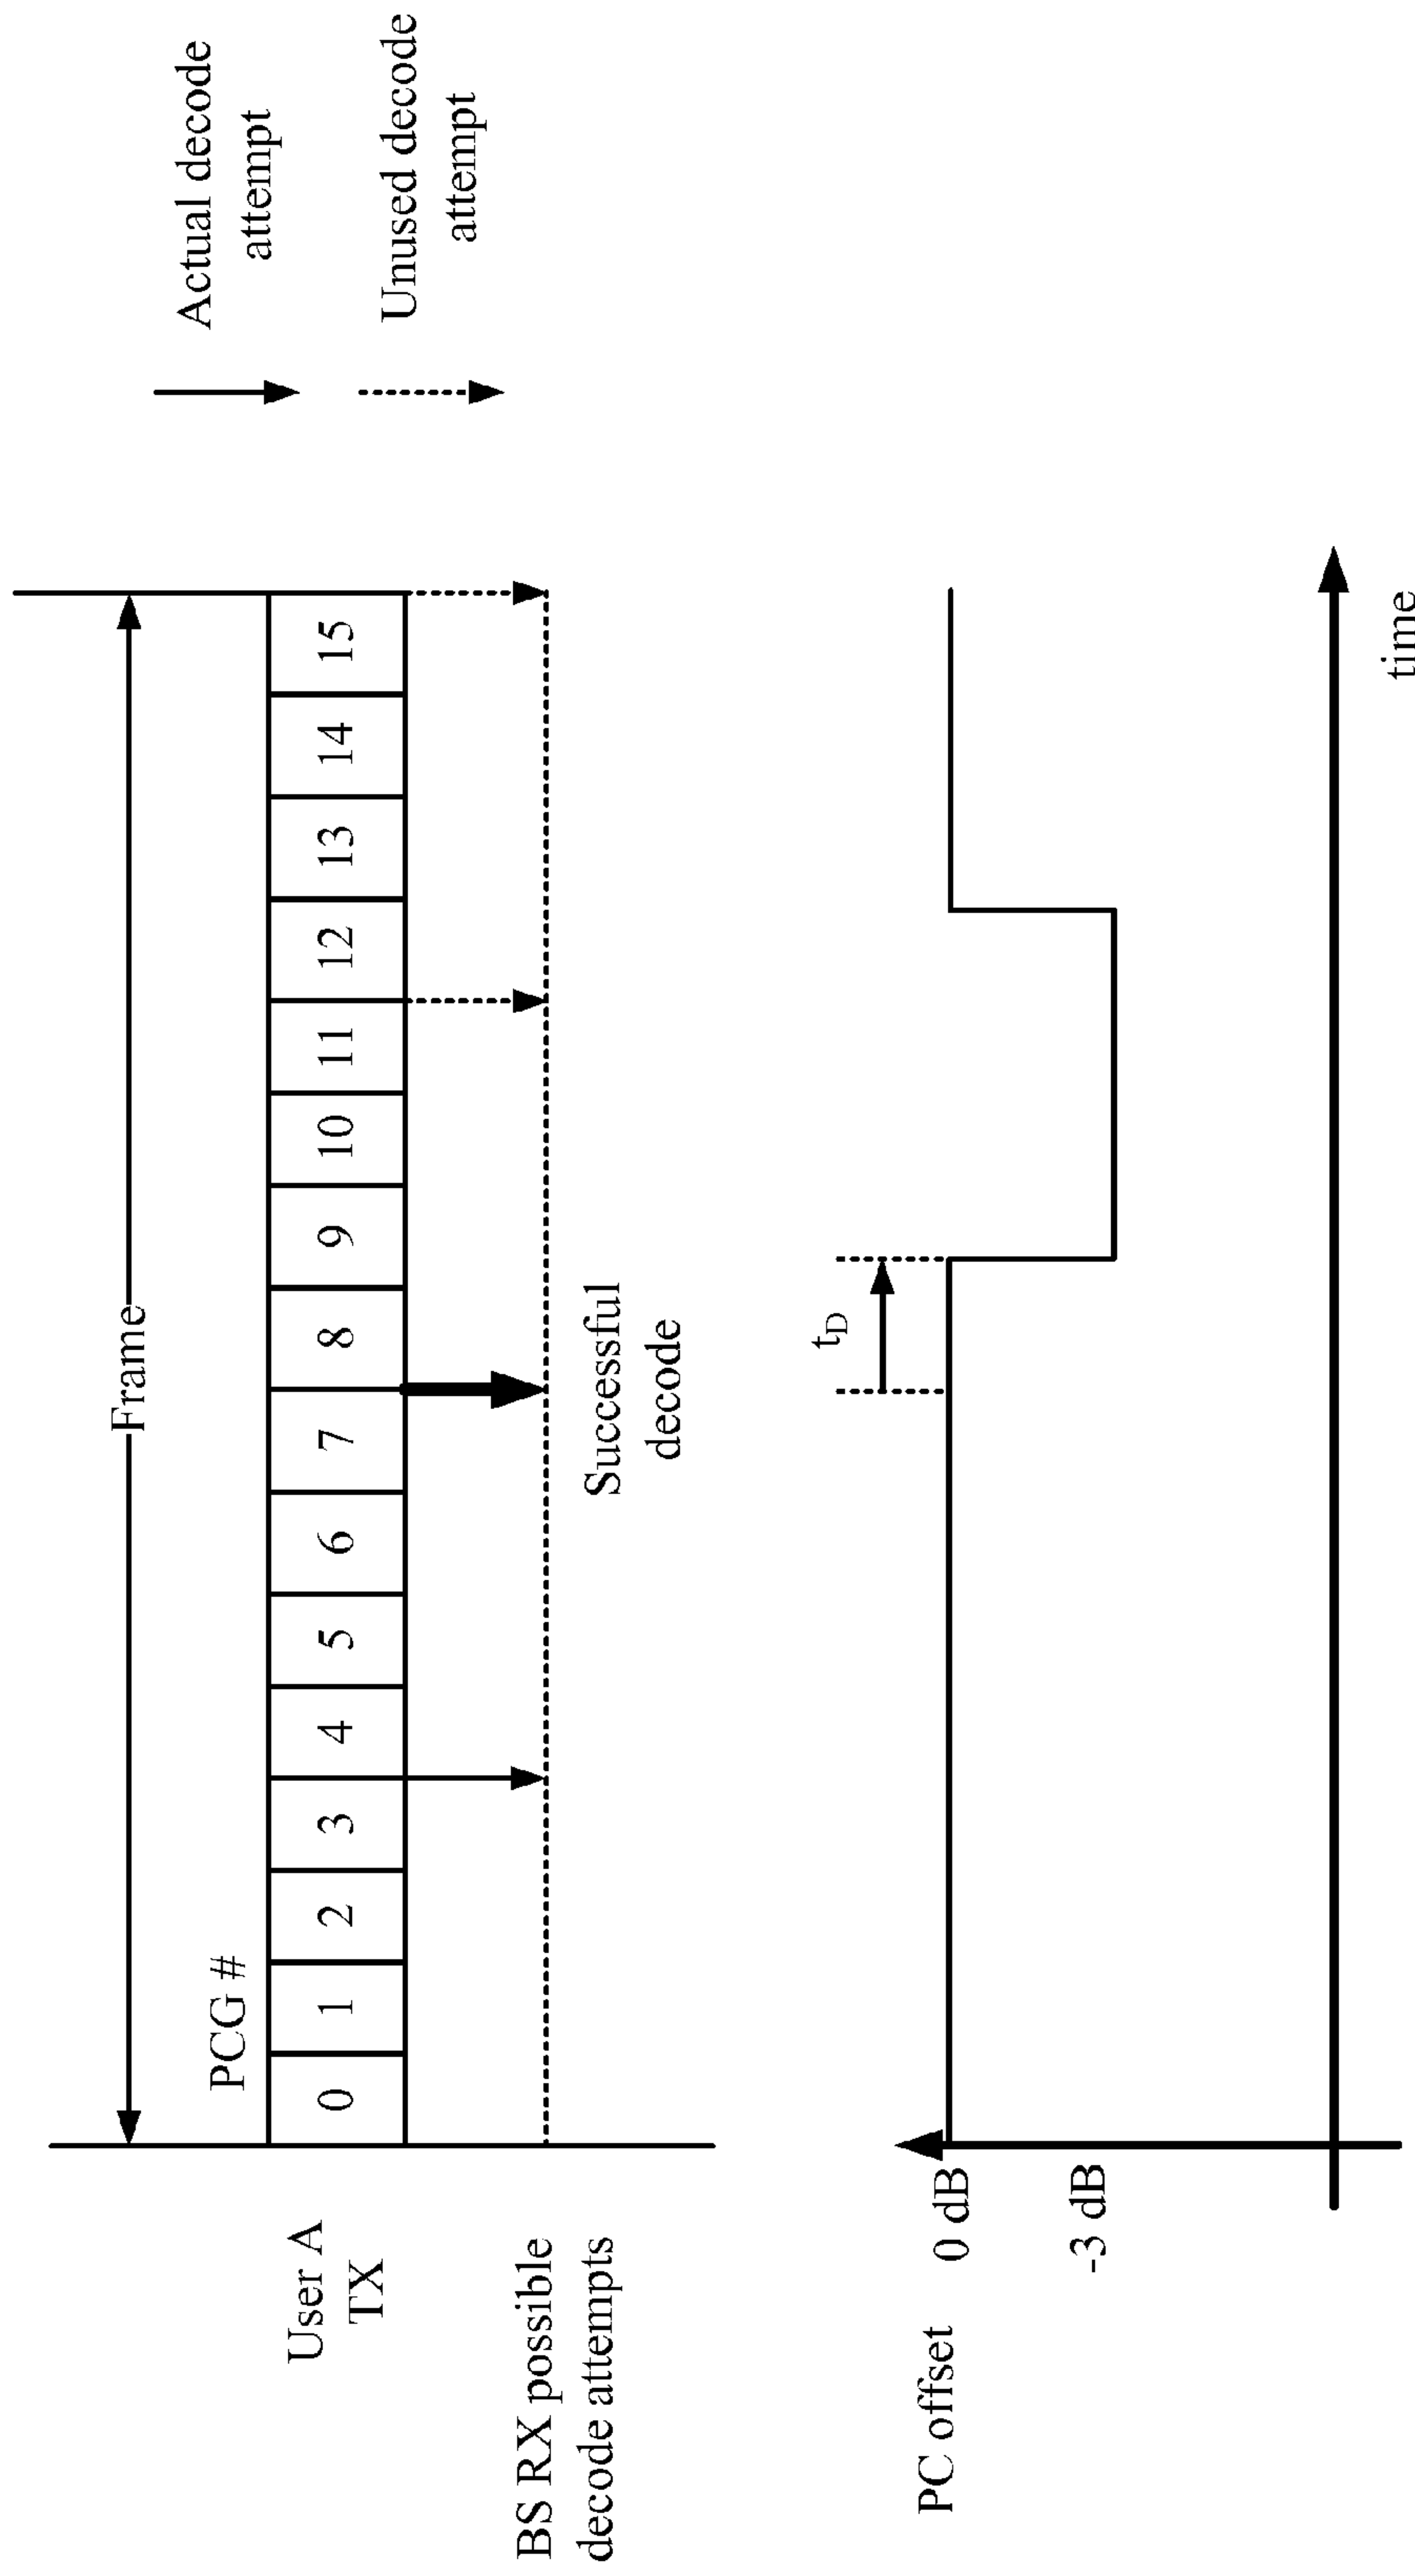 Frame
Actual decode
attempt
Unused decode
attempt
PCG #
User A
TX
0 1 2 3 4 5 6 7 8 9 10 11 12 13 14 15
BS RX possible
decode attempts
Successful
decode
t_D
PC offset
0 dB
-3 dB
time